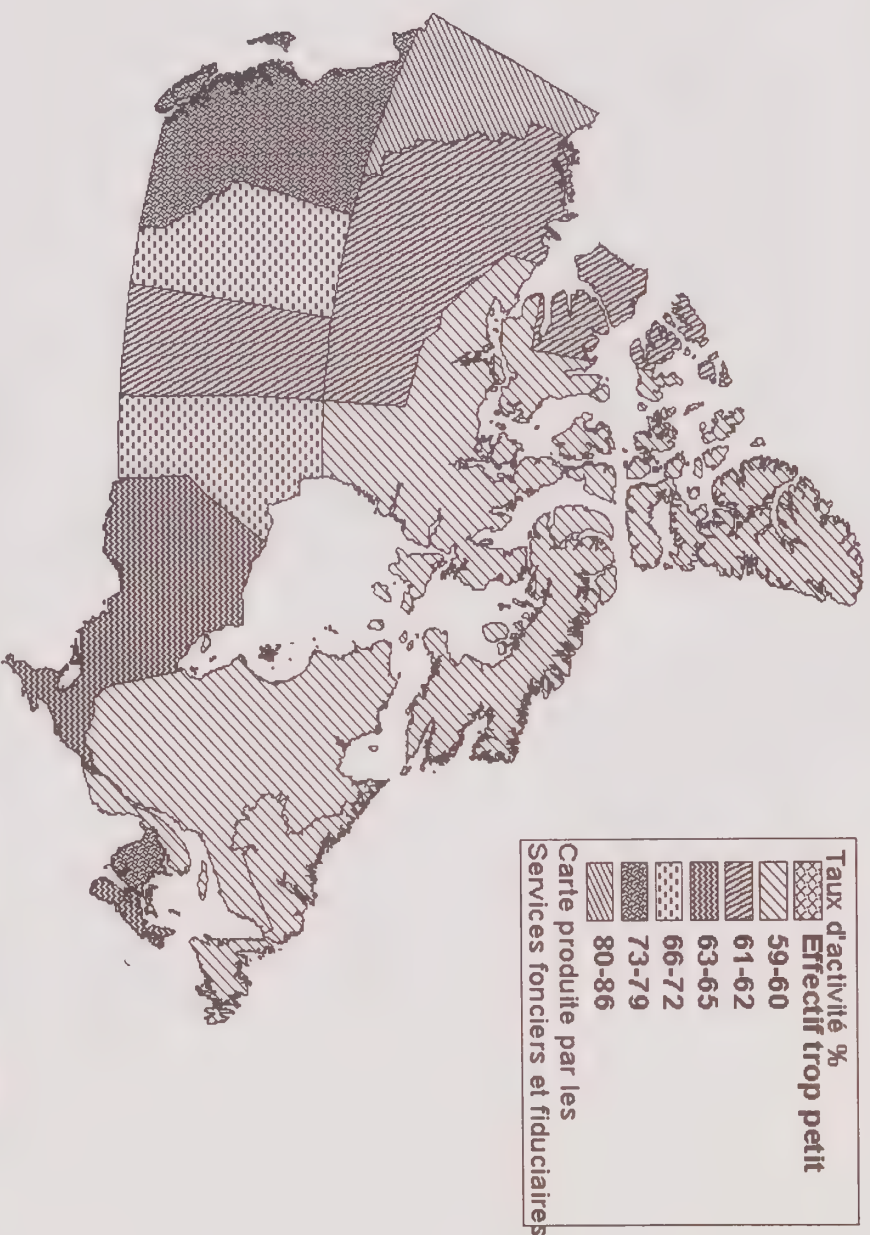 Taux d'activité %
Effectif trop petit
59-60
61-62
63-65
66-72
73-79
80-86
Carte produite par les
Services fonciers et fiduciaires